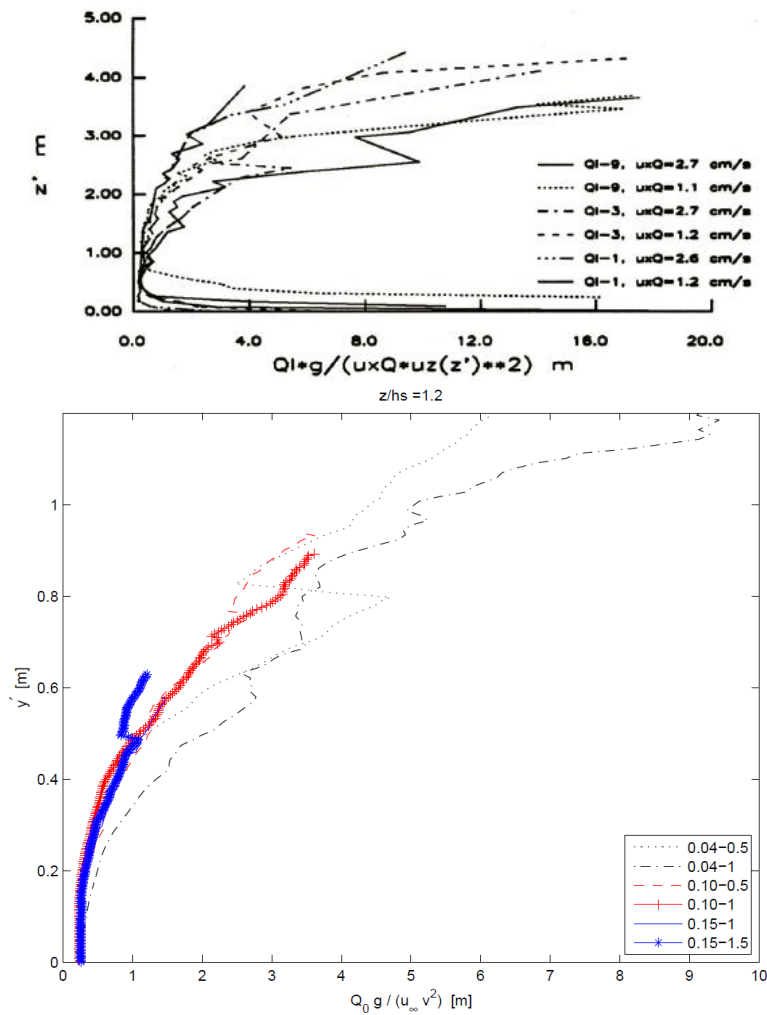 5.00
4.00
3.00
2.00
1.00
0.00
z' m
QI-9, uxQ=2.7 cm/s
QI-9, uxQ=1.1 cm/s
QI-3, uxQ=2.7 cm/s
QI-3, uxQ=1.2 cm/s
QI-1, uxQ=2.6 cm/s
QI-1, uxQ=1.2 cm/s
0.0 4.0 8.0 12.0 16.0 20.0
QI*g/(uxQ*uz(z')**2) m
z/hs =1.2
1
0.8
0.6
0.4
0.2
0
y' [m]
0.04−0.5
0.04−1
0.10−0.5
0.10−1
0.15−1
0.15−1.5
0 1 2 3 4 5 6 7 8 9 10
Q₀ g / (u∞ v²) [m]